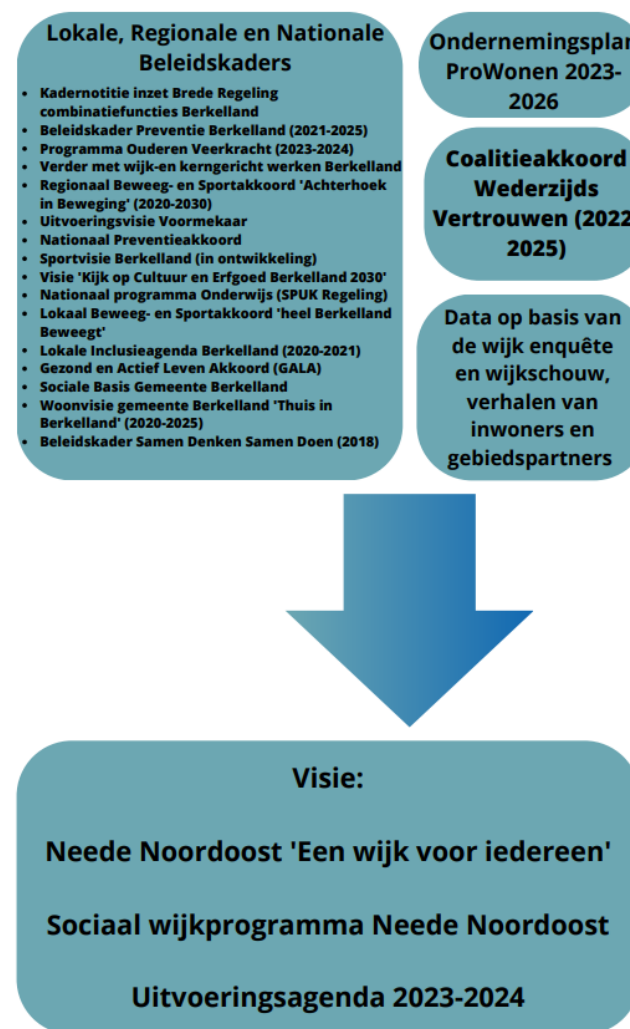 Lokale, Regionale en Nationale
Beleidskaders
• Kadernotitie inzet Brede Regeling
combinatiefuncties Berkelland
• Beleidskader Preventie Berkelland (2021-2025)
• Programma Ouderen Veerkracht (2023-2024)
• Verder met wijk-en kerngericht werken Berkelland
• Regionaal Beweeg- en Sportakkoord 'Achterhoek
in Beweging' (2020-2030)
• Uitvoeringsvisie Voormekaar
• Nationaal Preventieakkoord
• Sportvisie Berkelland (in ontwikkeling)
• Visie 'Kijk op Cultuur en Erfgoed Berkelland 2030'
• Nationaal programma Onderwijs (SPUK Regeling)
• Lokaal Beweeg- en Sportakkoord 'heel Berkelland
Beweegt'
• Lokale Inclusieagenda Berkelland (2020-2021)
• Gezond en Actief Leven Akkoord (GALA)
• Sociale Basis Gemeente Berkelland
• Woonvisie gemeente Berkelland 'Thuis in
Berkelland' (2020-2025)
• Beleidskader Samen Denken Samen Doen (2018)
Ondernemingsplan
ProWonen 2023-
2026
Coalitieakkoord
Wederzijds
Vertrouwen (2022
2025)
Data op basis van
de wijk enquête
en wijkschouw,
verhalen van
inwoners en
gebiedspartners
Visie:
Neede Noordoost 'Een wijk voor iedereen'
Sociaal wijkprogramma Neede Noordoost
Uitvoeringsagenda 2023-2024